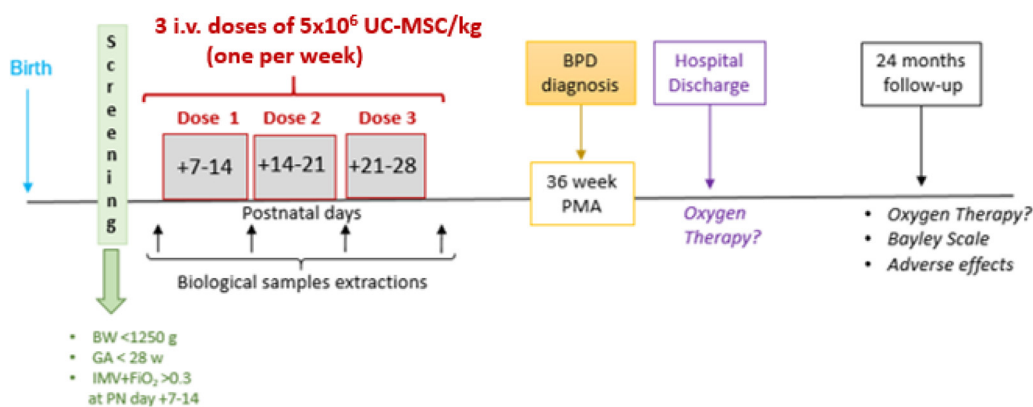 Birth
Screening
3 i.v. doses of 5x10⁶ UC-MSC/kg
(one per week)
Dose 1
Dose 2
Dose 3
+7-14
+14-21
+21-28
Postnatal days
Biological samples extractions
• BW <1250 g
• GA < 28 w
• IMV+FiO₂ >0.3
at PN day +7-14
BPD
diagnosis
36 week
PMA
Hospital
Discharge
Oxygen
Therapy?
24 months
follow-up
• Oxygen Therapy?
• Bayley Scale
• Adverse effects